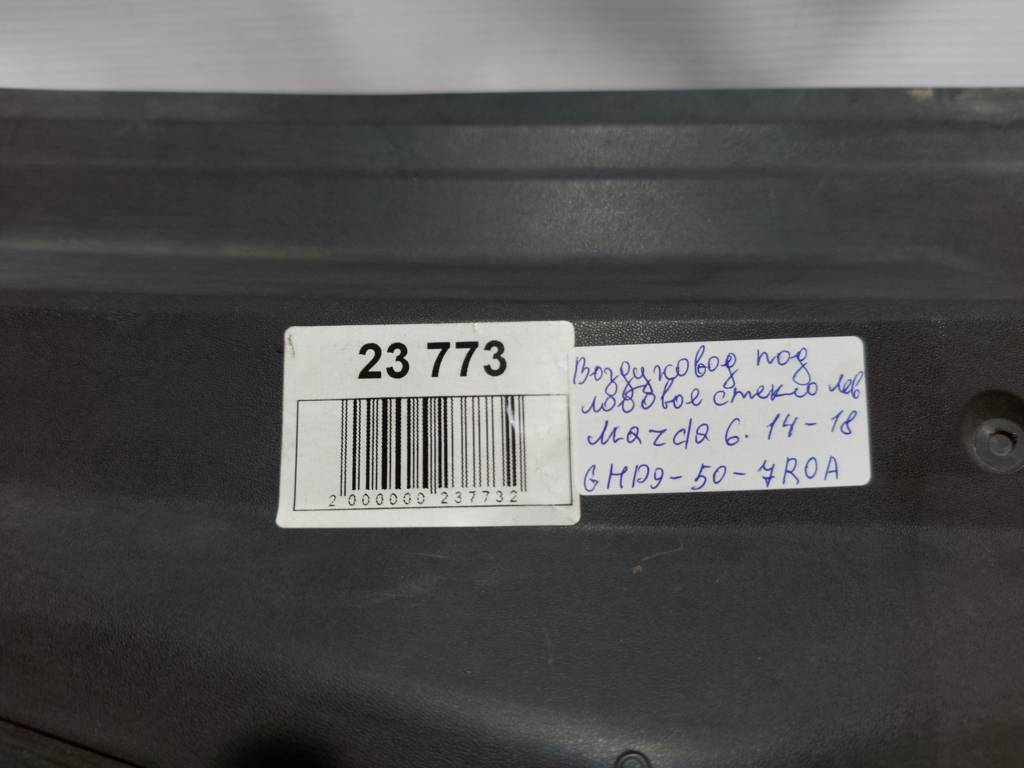 23 773
2 000000 237732
Воздуховод под
лобовое стекло лев
Mazda 6. 14-18
GHP9-50-7R0A